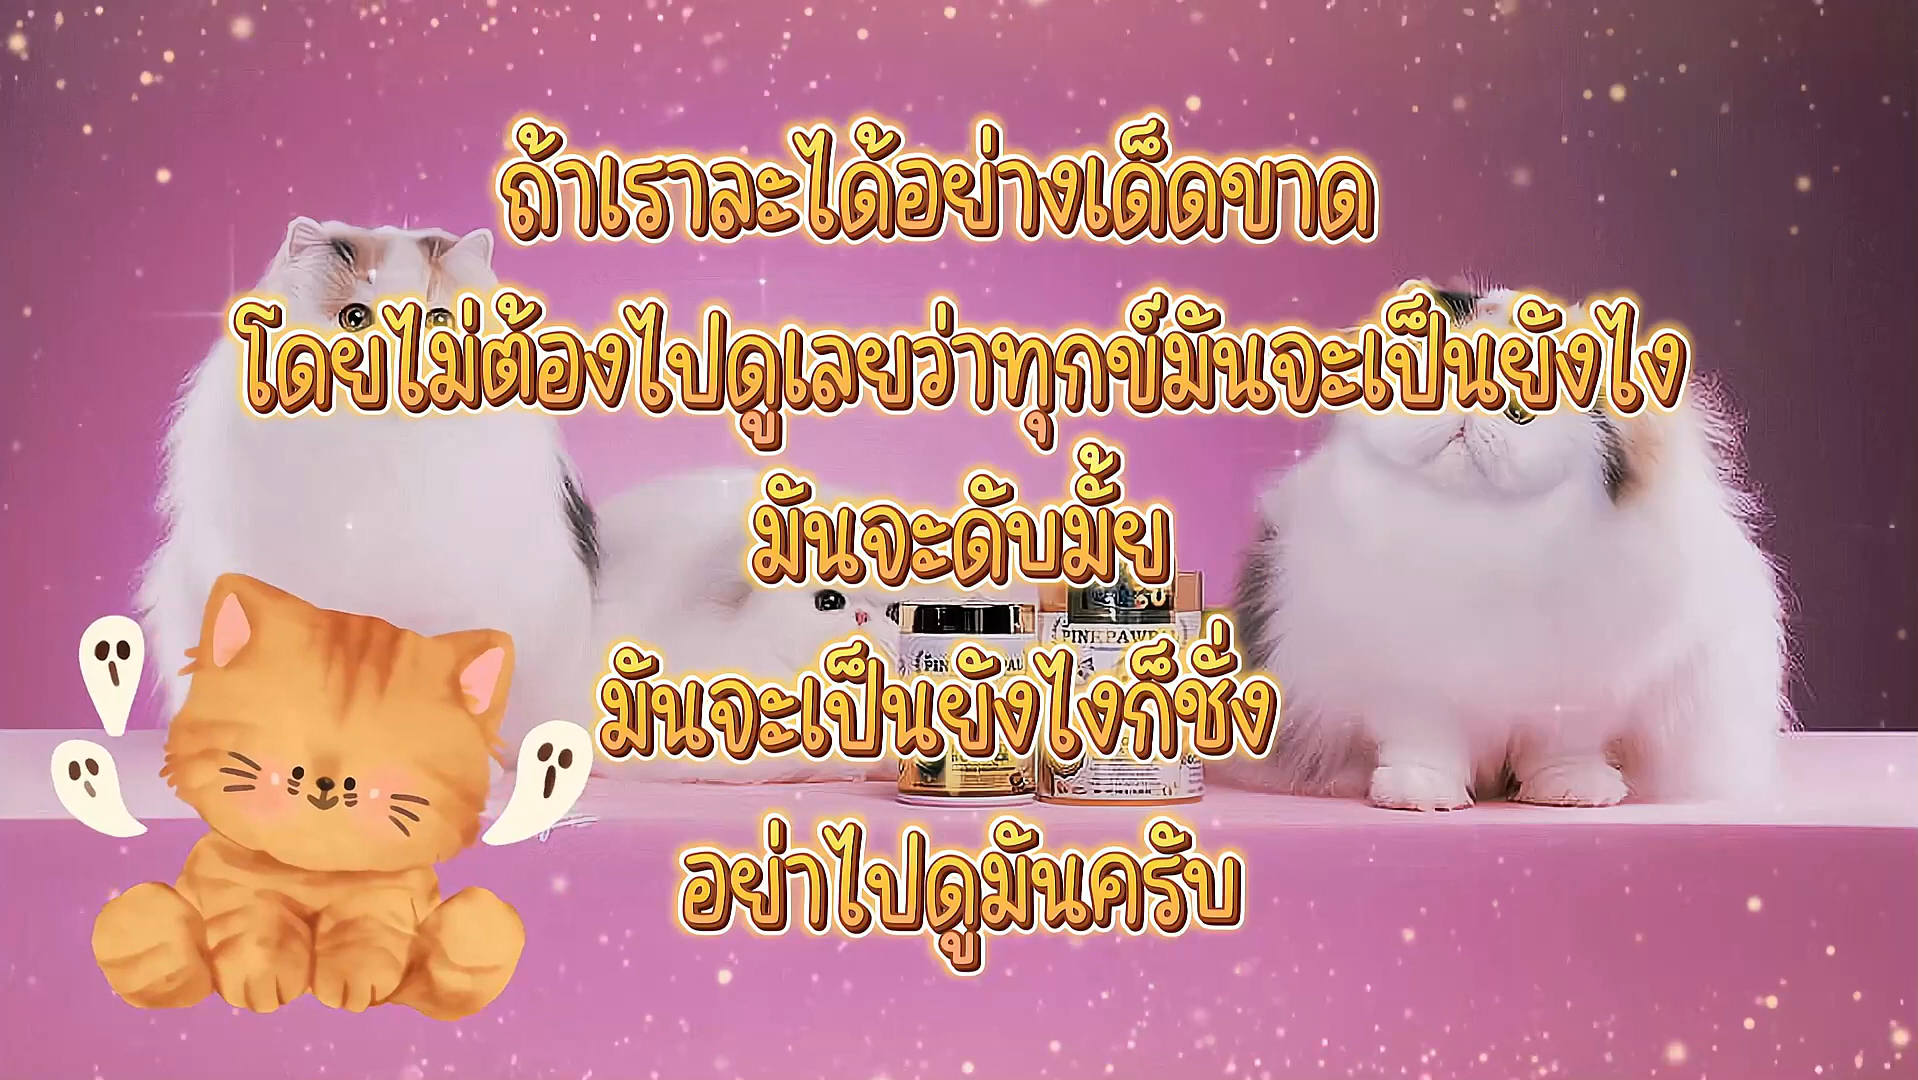 ถ้าเราละได้อย่างเด็ดขาด
โดยไม่ต้องไปดูเลยว่าทุกข์มันจะเป็นยังไง
มันจะดับมั้ย
PINK PAWPAL
มันจะเป็นยังไงก็ชั่ง
อย่าไปดูมันครับ